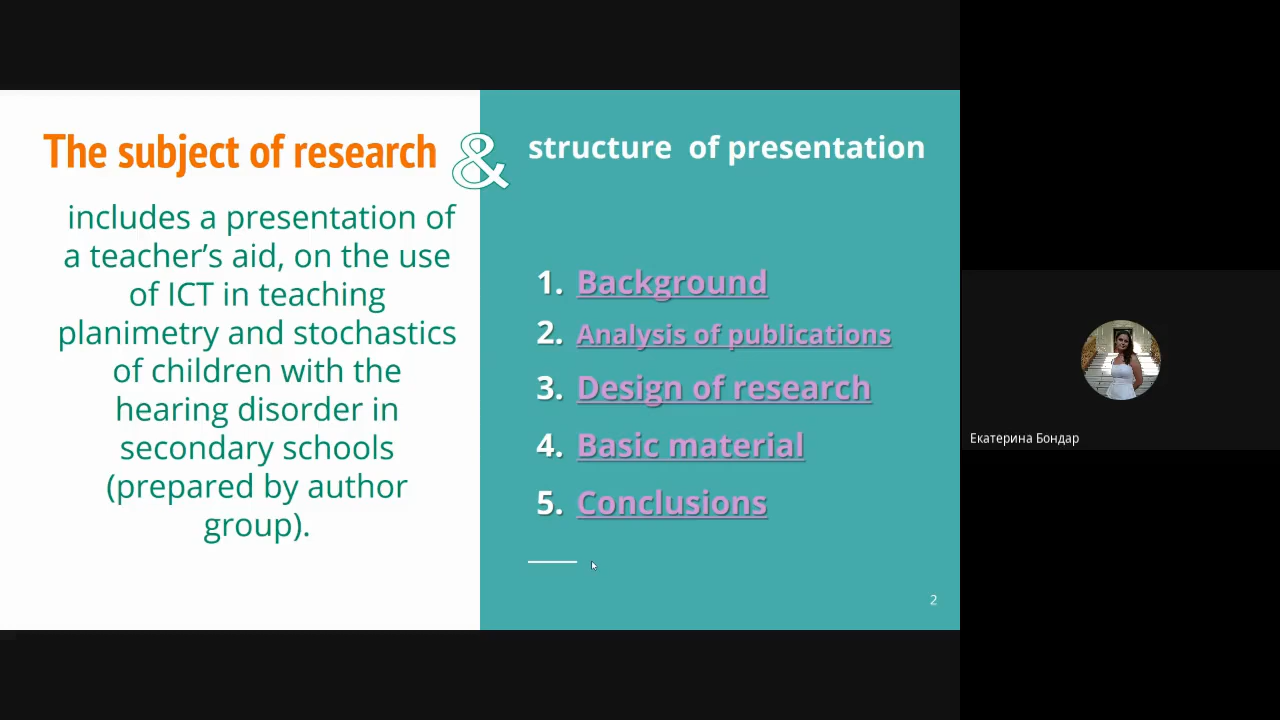 The subject of research
&
structure of presentation
includes a presentation of
a teacher’s aid, on the use
of ICT in teaching
planimetry and stochastics
of children with the
hearing disorder in
secondary schools
(prepared by author
group).
1. Background
2. Analysis of publications
3. Design of research
4. Basic material
5. Conclusions
2
Екатерина Бондар